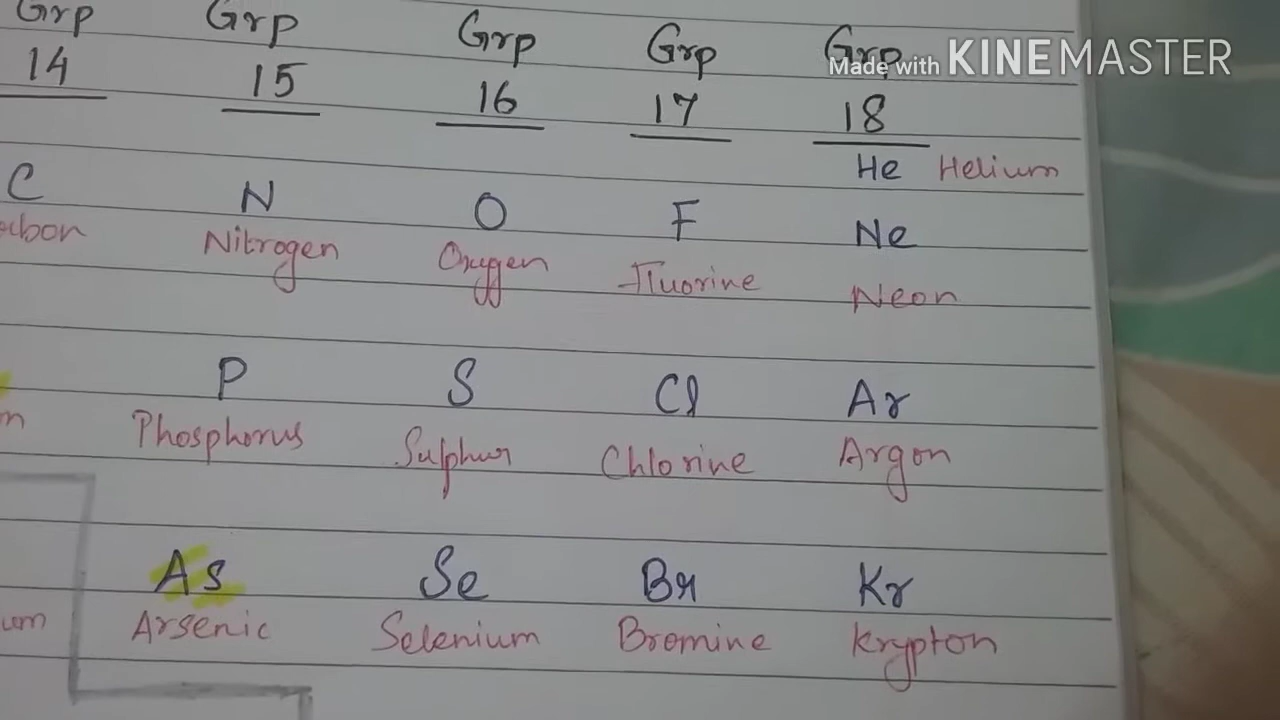 Grp Grp Grp Grp Grp
14 15 16 17 18
Made with KINEMASTER
He Helium
C N O F Ne
Nitrogen Oxygen Fluorine Neon
P S Cl Ar
Phosphorus Sulphur Chlorine Argon
As Se Br Kr
Arsenic Selenium Bromine Krypton